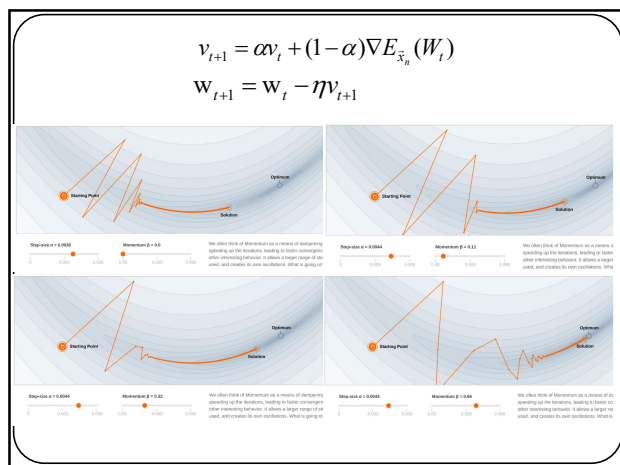 v_{t+1} = αv_t + (1−α)∇E_{x⃗_n}(W_t)
w_{t+1} = w_t − ηv_{t+1}
Optimum
Starting Point
Solution
Step-size α = 0.0038
Momentum β = 0.0
We often think of Momentum as a means of dampening
speeding up the iterations, leading to faster convergenc
other interesting behavior. It allows a larger range of ste
used, and creates its own oscillations. What is going on
Optimum
Starting Point
Solution
Step-size α = 0.0044
Momentum β = 0.11
We often think of Momentum as a means o
speeding up the iterations, leading to faster
other interesting behavior. It allows a larger
used, and creates its own oscillations. Wha
Optimum
Starting Point
Solution
Step-size α = 0.0044
Momentum β = 0.32
We often think of Momentum as a means of dampening
speeding up the iterations, leading to faster convergen
other interesting behavior. It allows a larger range of st
used, and creates its own oscillations. What is going or
Optimum
Starting Point
Solution
Step-size α = 0.0044
Momentum β = 0.65
We often think of Momentum as a means of d
speeding up the iterations, leading to faster co
other interesting behavior. It allows a larger ra
used, and creates its own oscillations. What is